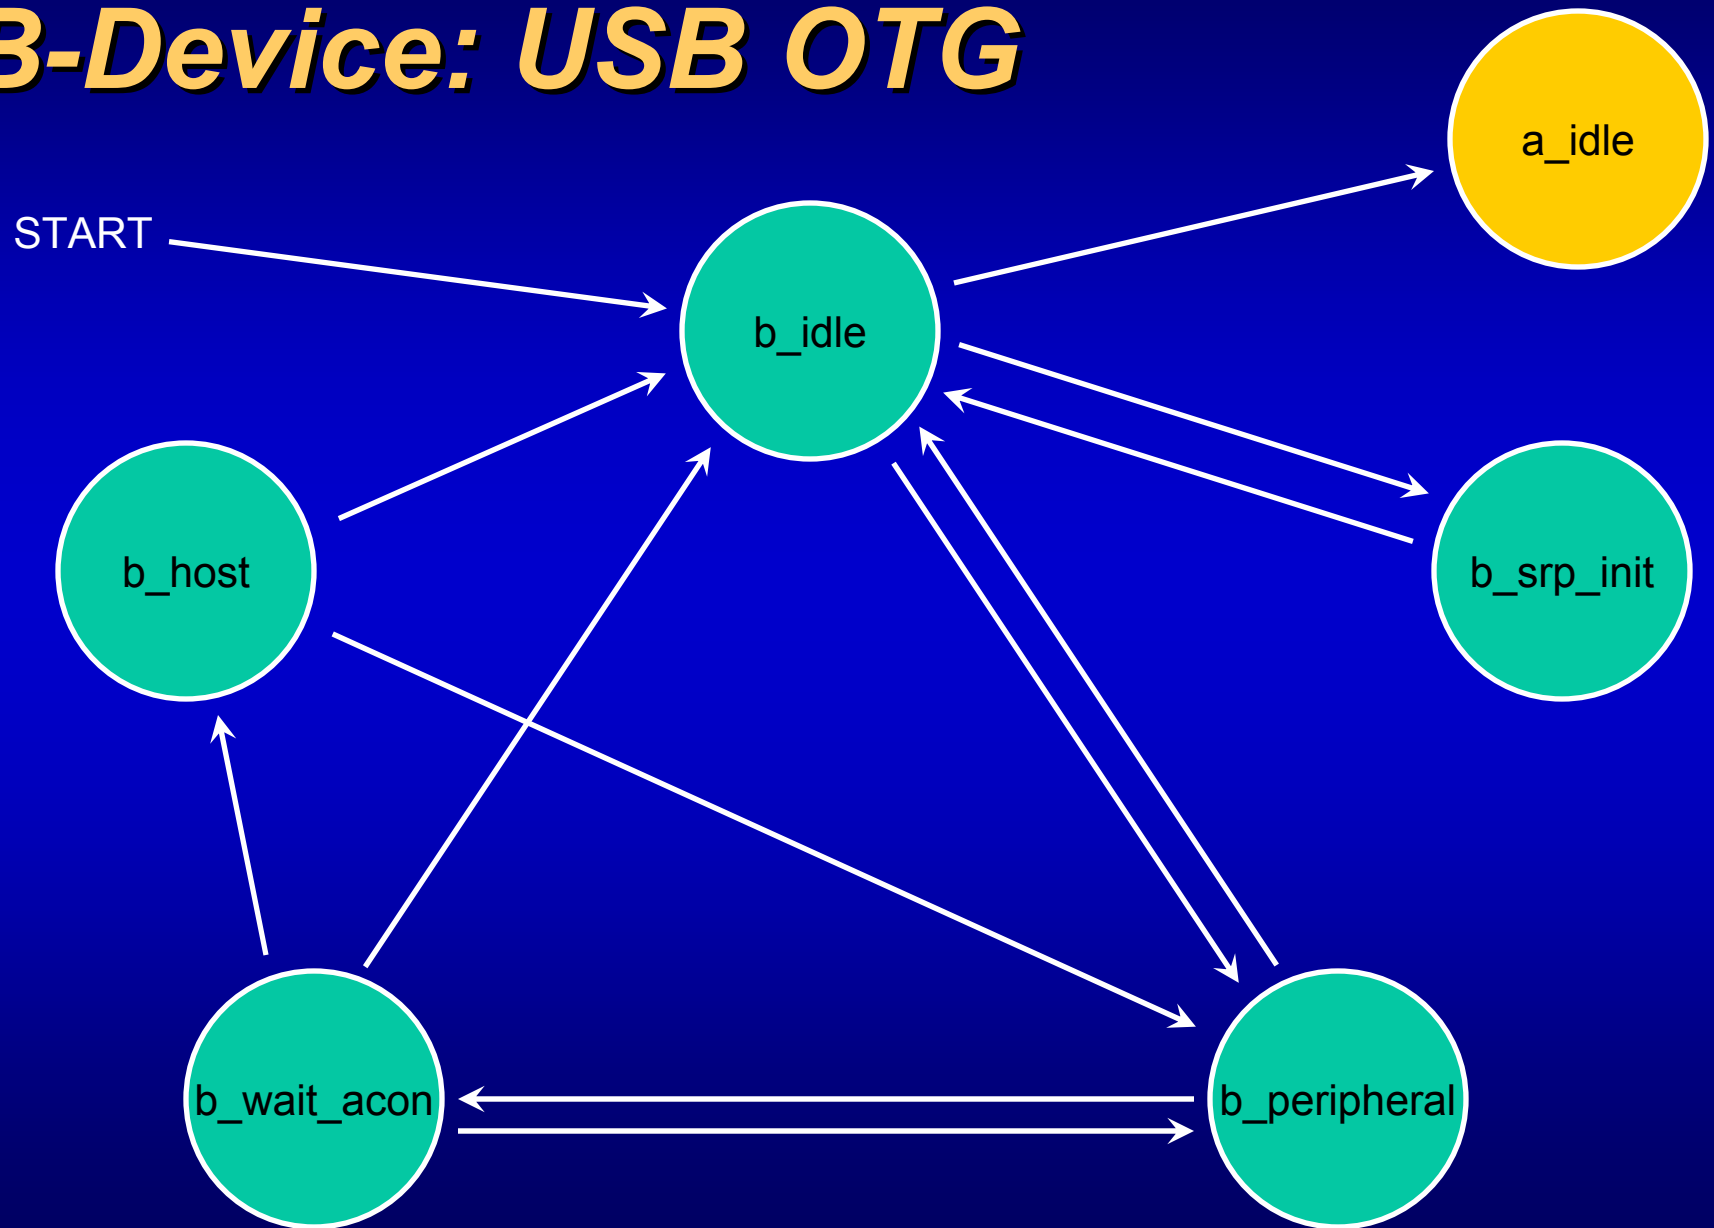 B-Device: USB OTG
a_idle
START
b_idle
b_host
b_srp_init
b_wait_acon
b_peripheral